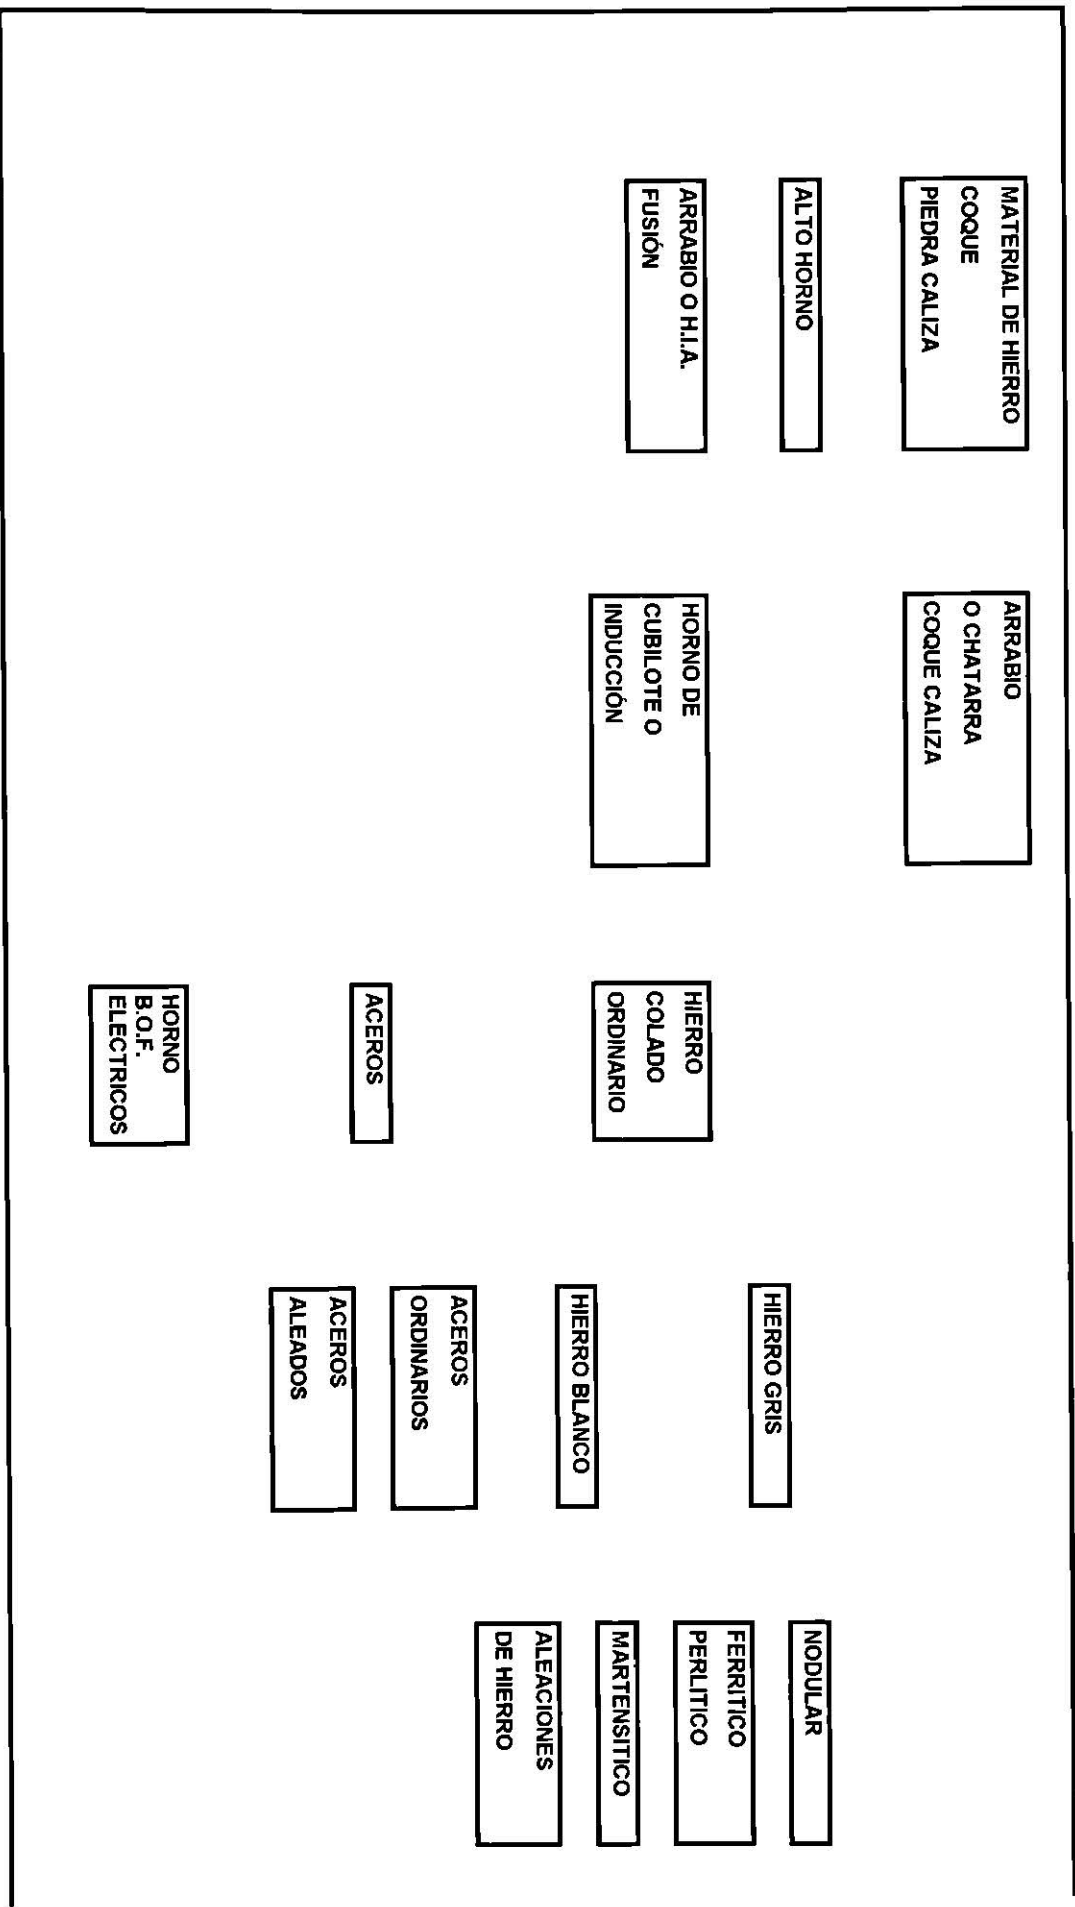 MATERIAL DE HIERRO
COQUE
PIEDRA CALIZA
ALTO HORNO
ARRABIO O H.I.A.
FUSIÓN
ARRABIO
O CHATARRA
COQUE CALIZA
HORNO DE
CUBILOTE O
INDUCCIÓN
HIERRO
COLADO
ORDINARIO
ACEROS
HORNO
B.O.F.
ELECTRICOS
HIERRO GRIS
HIERRO BLANCO
ACEROS
ORDINARIOS
ACEROS
ALEADOS
NODULAR
FERRITICO
PERLITICO
MARTENSITICO
ALEACIONES
DE HIERRO